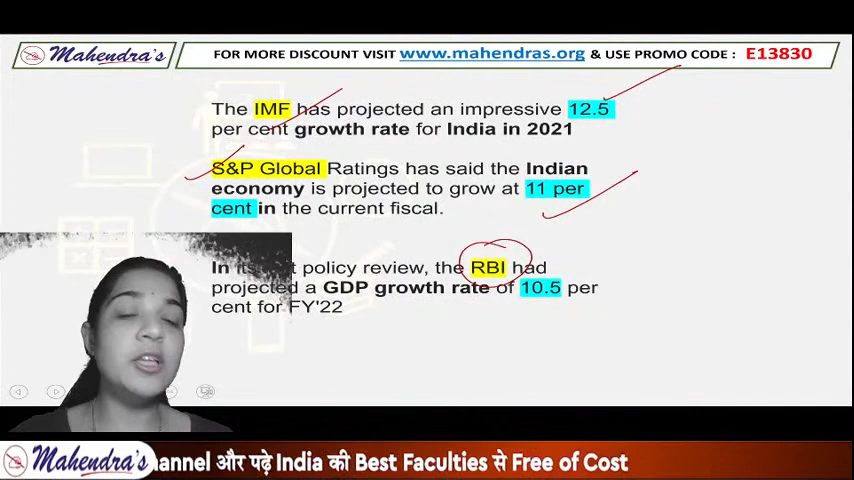 Mahendra's FOR MORE DISCOUNT VISIT www.mahendras.org & USE PROMO CODE : E13830
The IMF has projected an impressive 12.5
per cent growth rate for India in 2021
S&P Global Ratings has said the Indian
economy is projected to grow at 11 per
cent in the current fiscal.
In its policy review, the RBI had
projected a GDP growth rate of 10.5 per
cent for FY'22
Mahendra's hannel और पढ़े India की Best Faculties से Free of Cost